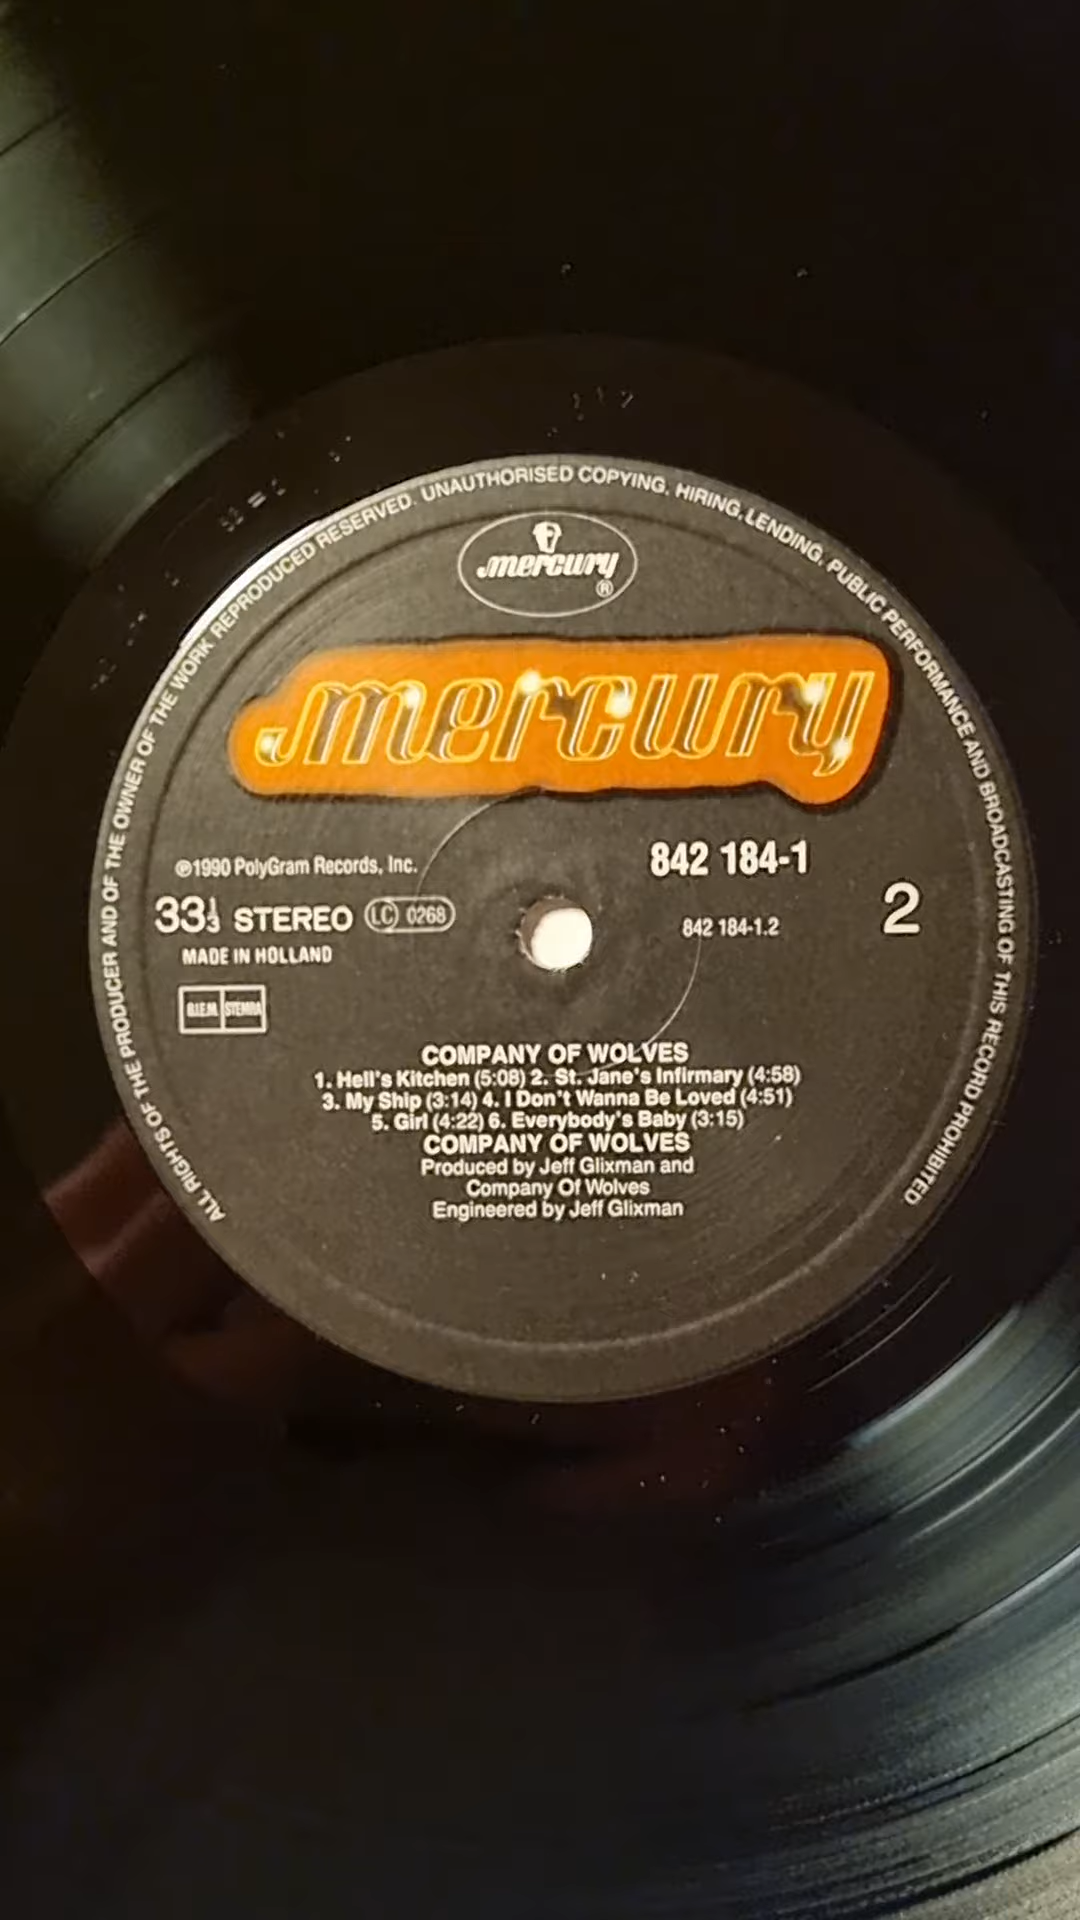 ALL RIGHTS OF THE PRODUCER AND OF THE OWNER OF THE WORK REPRODUCED RESERVED. UNAUTHORISED COPYING, HIRING, LENDING, PUBLIC PERFORMANCE AND BROADCASTING OF THIS RECORD PROHIBITED
mercury
®
mercury
℗1990 PolyGram Records, Inc.
842 184-1
33⅓ STEREO LC 0268
842 184-1.2
2
MADE IN HOLLAND
B.I.E.M. STEMRA
COMPANY OF WOLVES
1. Hell's Kitchen (5:08) 2. St. Jane's Infirmary (4:58)
3. My Ship (3:14) 4. I Don't Wanna Be Loved (4:51)
5. Girl (4:22) 6. Everybody's Baby (3:15)
COMPANY OF WOLVES
Produced by Jeff Glixman and
Company Of Wolves
Engineered by Jeff Glixman